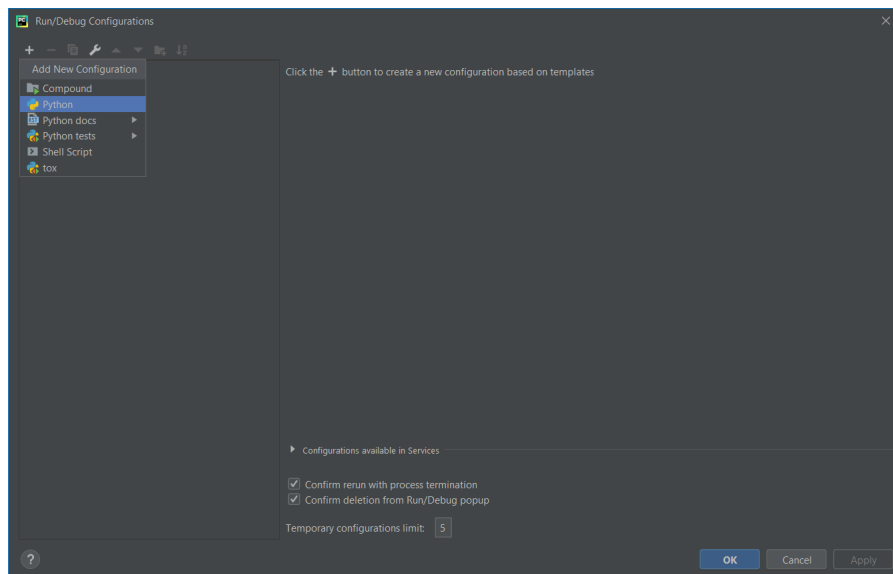 PC Run/Debug Configurations
Add New Configuration
Compound
Python
Python docs
Python tests
Shell Script
tox
Click the + button to create a new configuration based on templates
Configurations available in Services
Confirm rerun with process termination
Confirm deletion from Run/Debug popup
Temporary configurations limit: 5
? OK Cancel Apply